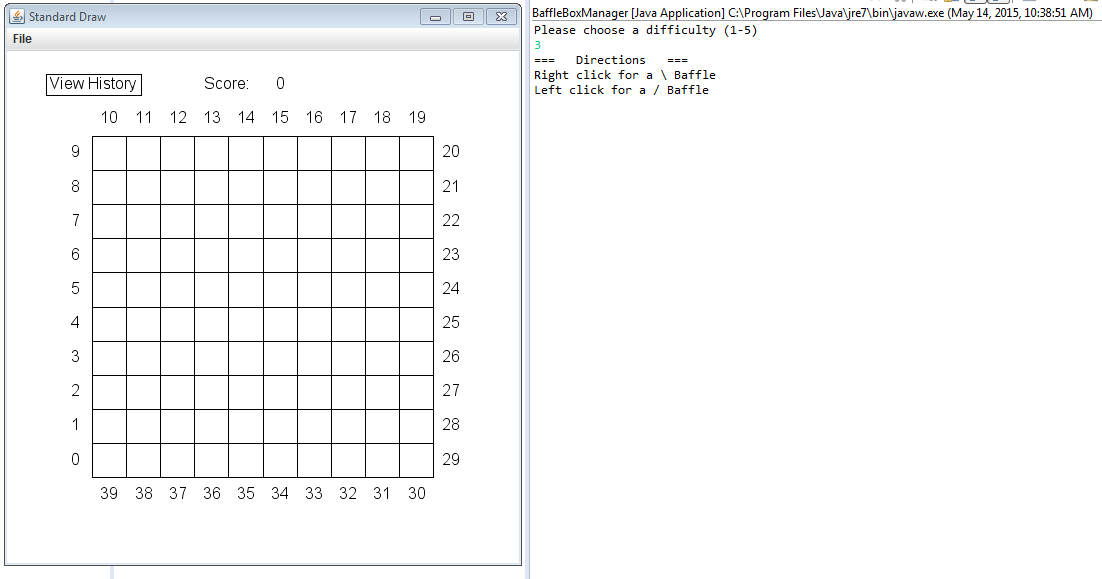 Standard Draw
File
View History Score: 0
10 11 12 13 14 15 16 17 18 19
9 20
8 21
7 22
6 23
5 24
4 25
3 26
2 27
1 28
0 29
39 38 37 36 35 34 33 32 31 30
BaffleBoxManager [Java Application] C:\Program Files\Java\jre7\bin\javaw.exe (May 14, 2015, 10:38:51 AM)
Please choose a difficulty (1-5)
3
===   Directions   ===
Right click for a \ Baffle
Left click for a / Baffle